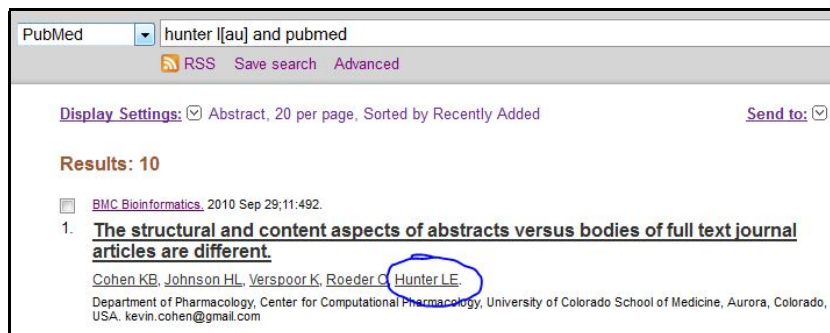 PubMed hunter l[au] and pubmed
RSS Save search Advanced
Display Settings: Abstract, 20 per page, Sorted by Recently Added Send to:
Results: 10
BMC Bioinformatics. 2010 Sep 29;11:492.
1. The structural and content aspects of abstracts versus bodies of full text journal
articles are different.
Cohen KB, Johnson HL, Verspoor K, Roeder C, Hunter LE.
Department of Pharmacology, Center for Computational Pharmacology, University of Colorado School of Medicine, Aurora, Colorado,
USA. kevin.cohen@gmail.com